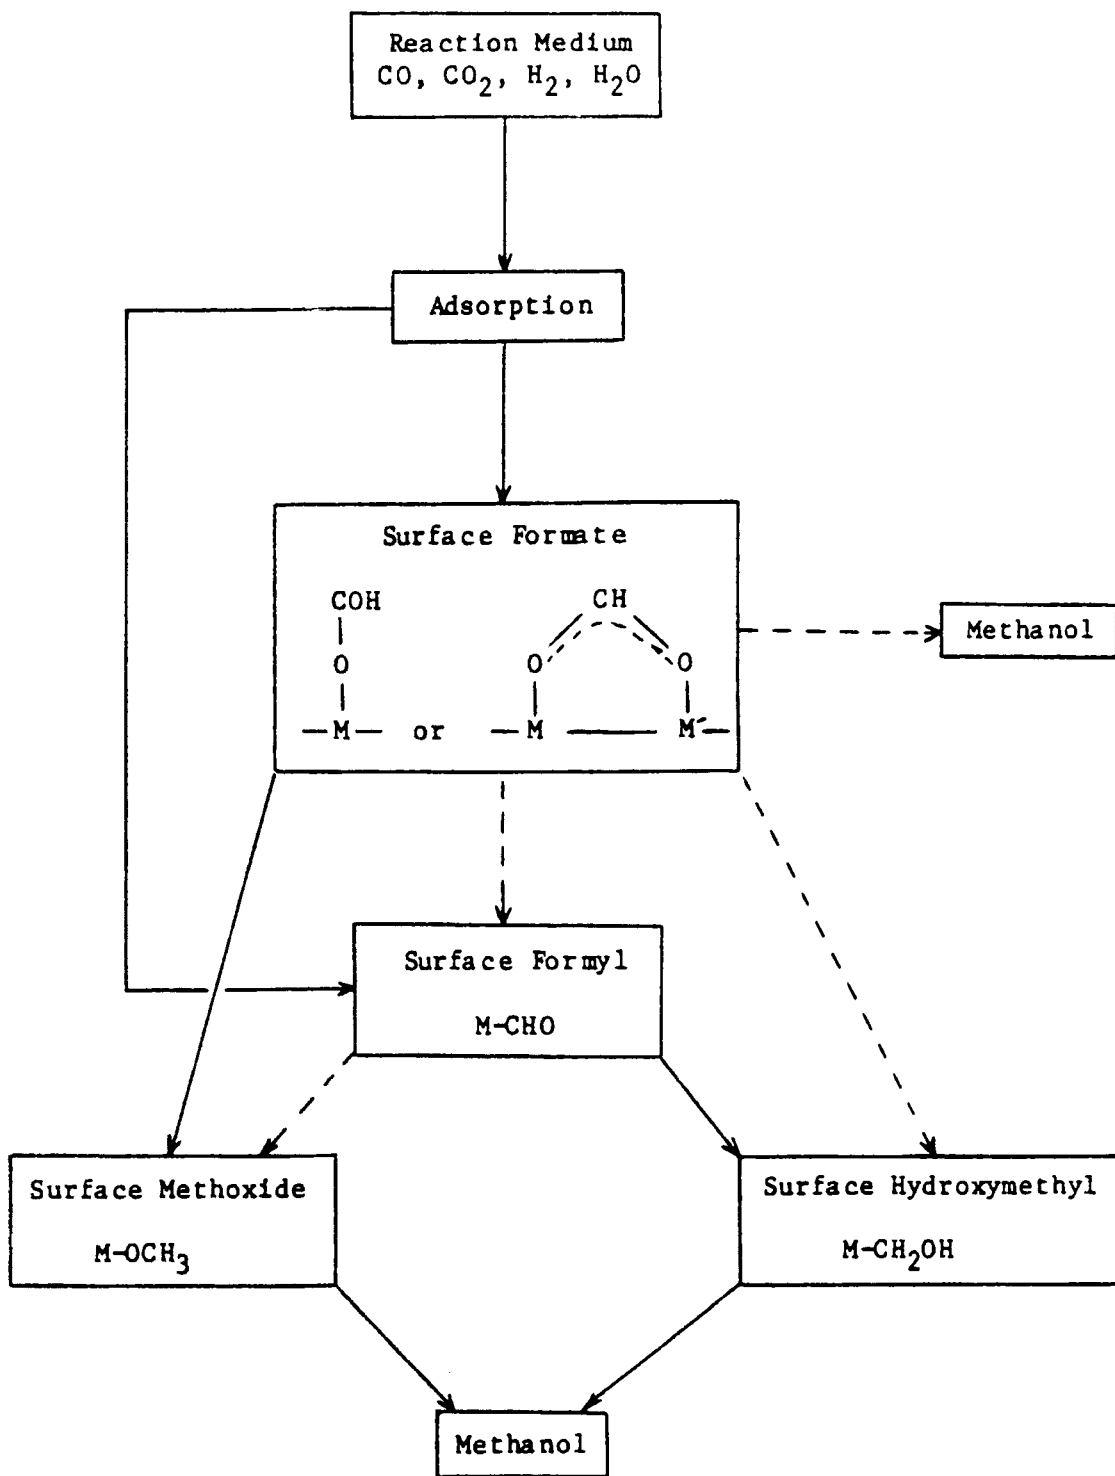 Reaction Medium
CO, CO₂, H₂, H₂O
Adsorption
Surface Formate
COH
CH
O
O
O
—M— or —M——M´—
Methanol
Surface Formyl
M-CHO
Surface Methoxide
M-OCH₃
Surface Hydroxymethyl
M-CH₂OH
Methanol